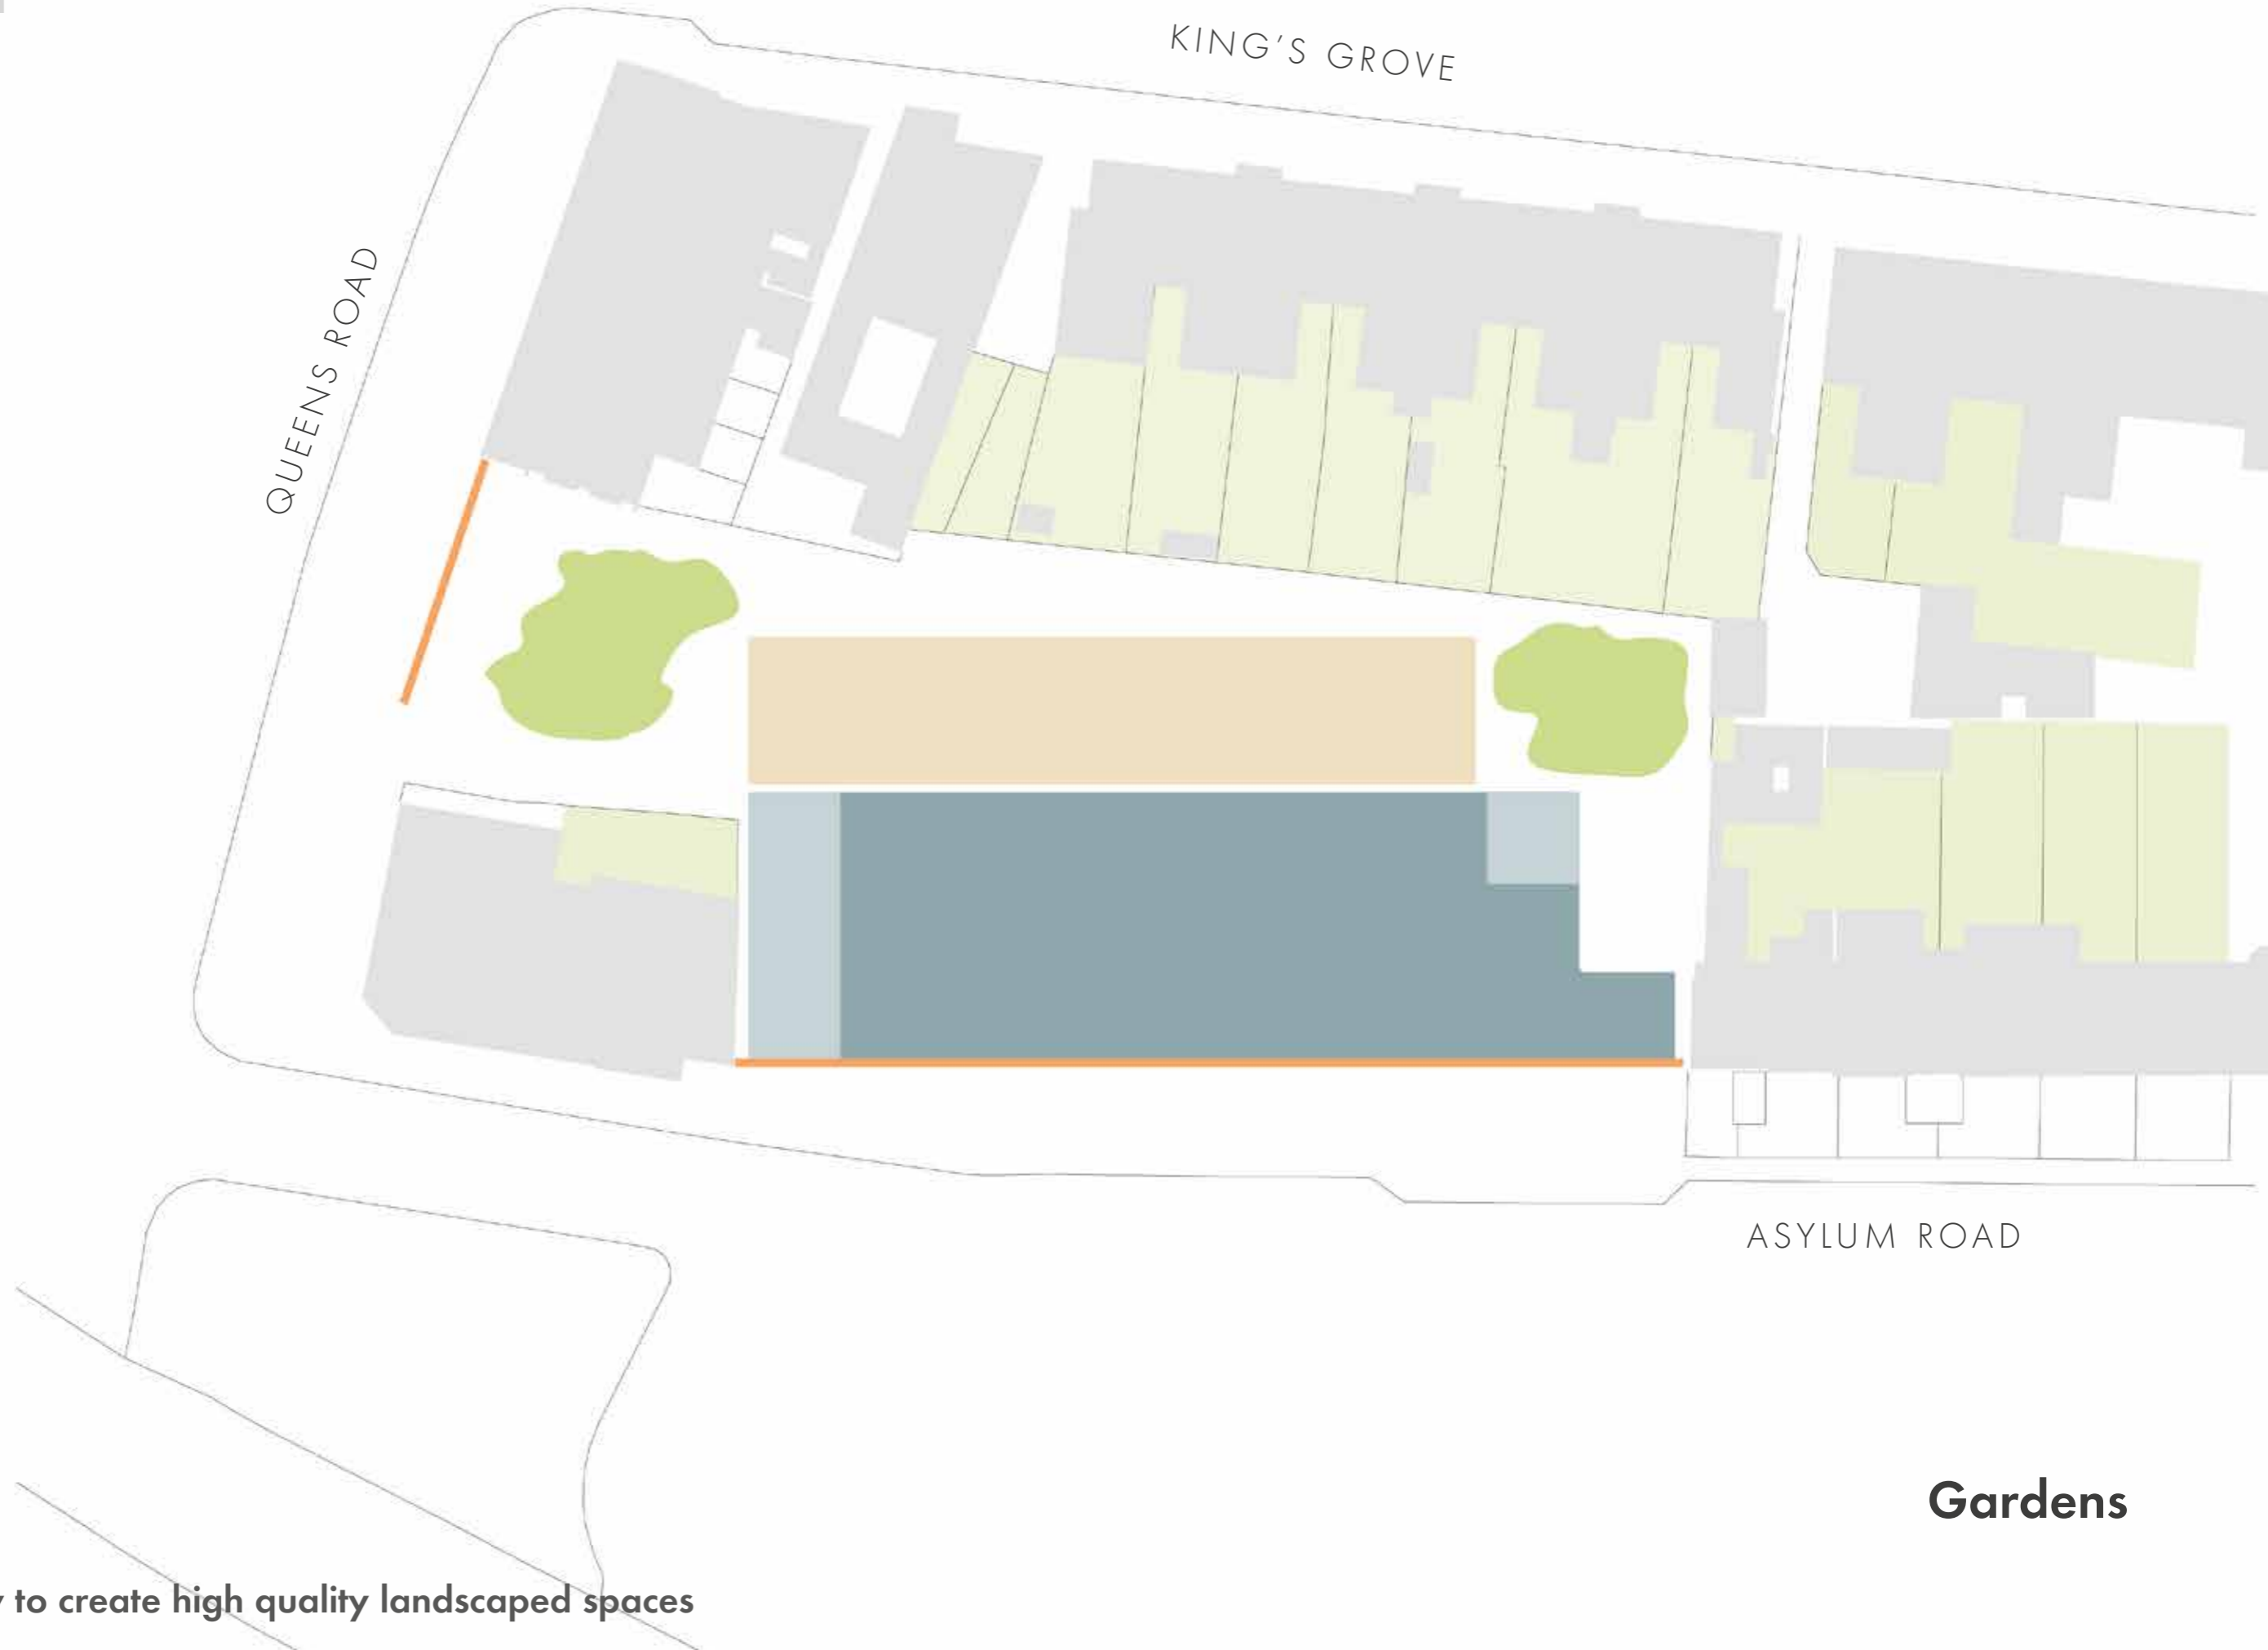 KING'S GROVE
QUEENS ROAD
ASYLUM ROAD
Gardens
to create high quality landscaped spaces